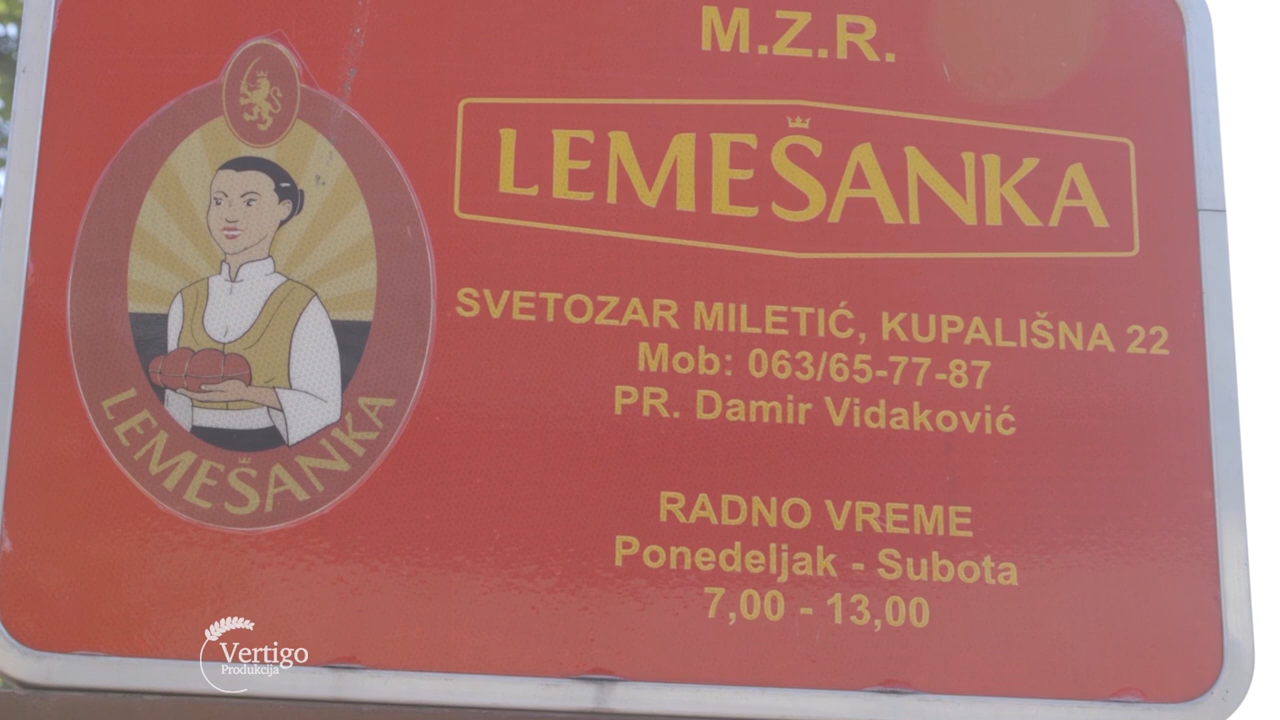 M.Z.R.
LEMEŠANKA
LEMEŠANKA
SVETOZAR MILETIĆ, KUPALIŠNA 22
Mob: 063/65-77-87
PR. Damir Vidaković
RADNO VREME
Ponedeljak - Subota
7,00 - 13,00
Vertigo
Produkcija